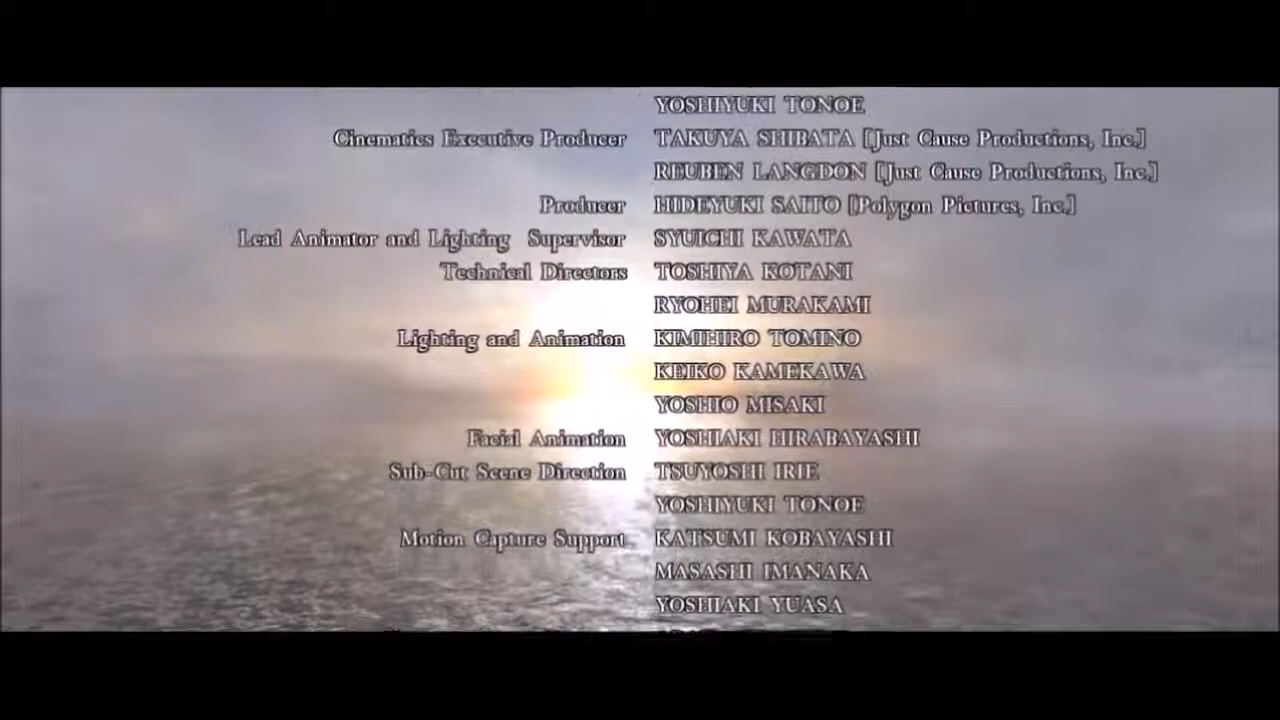 YOSHIYUKI TONOE
Cinematics Executive Producer TAKUYA SHIBATA [Just Cause Productions, Inc.]
REUBEN LANGDON [Just Cause Productions, Inc.]
Producer HIDEYUKI SAITO [Polygon Pictures, Inc.]
Lead Animator and Lighting Supervisor SYUICHI KAWATA
Technical Directors TOSHIYA KOTANI
RYOHEI MURAKAMI
Lighting and Animation KIMIHIRO TOMINO
KEIKO KAMEKAWA
YOSHIO MISAKI
Facial Animation YOSHIAKI HIRABAYASHI
Sub-Cut Scene Direction TSUYOSHI IRIE
YOSHIYUKI TONOE
Motion Capture Support KATSUMI KOBAYASHI
MASASHI IMANAKA
YOSHIAKI YUASA